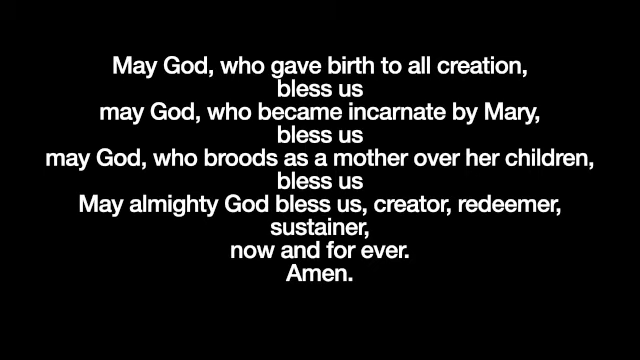 May God, who gave birth to all creation,
bless us
may God, who became incarnate by Mary,
bless us
may God, who broods as a mother over her children,
bless us
May almighty God bless us, creator, redeemer,
sustainer,
now and for ever.
Amen.